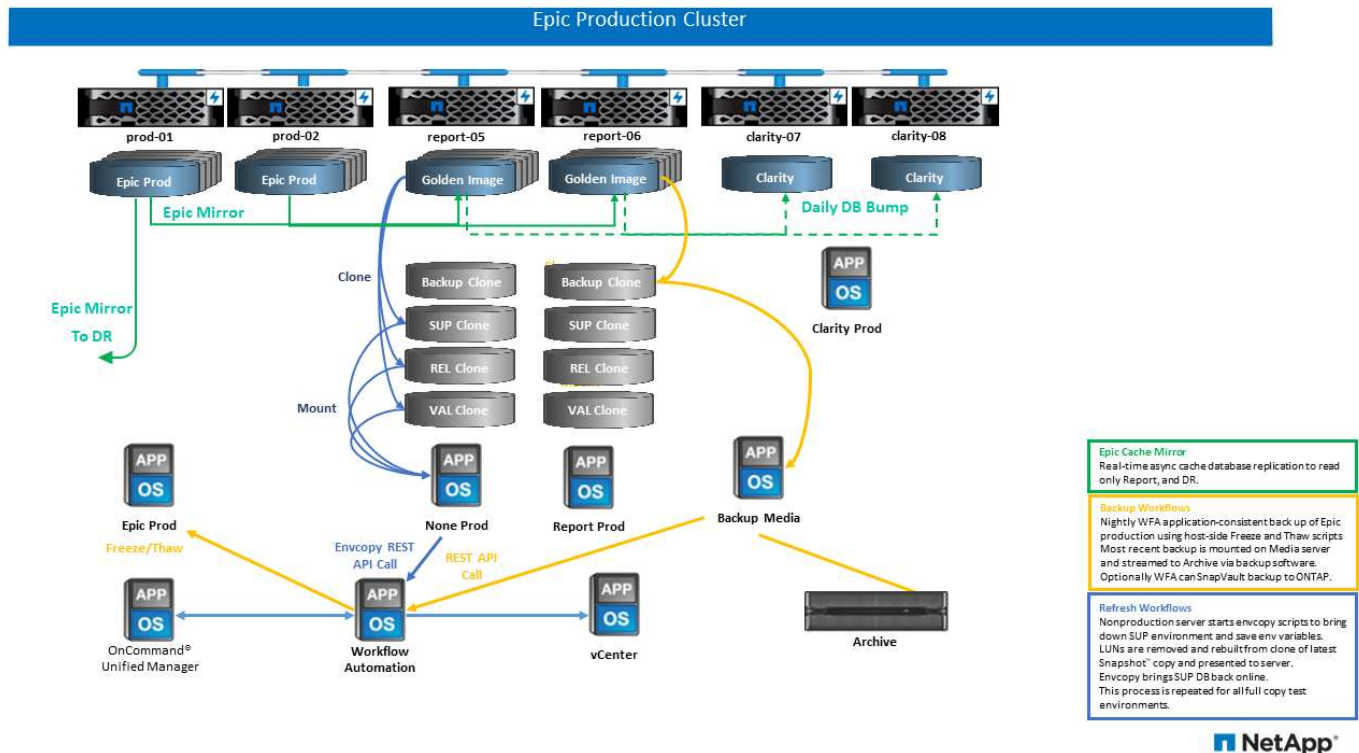 Epic Production Cluster
prod-01
prod-02
report-05
report-06
clarity-07
clarity-08
Epic Prod
Epic Prod
Golden Image
Golden Image
Clarity
Clarity
Epic Mirror
Daily DB Bump
Clone
Backup Clone
Backup Clone
APP
OS
Clarity Prod
Epic Mirror
To DR
SUP Clone
SUP Clone
REL Clone
REL Clone
Mount
VAL Clone
VAL Clone
APP
OS
Epic Prod
APP
OS
None Prod
APP
OS
Report Prod
APP
OS
Backup Media
Freeze/Thaw
Envcopy REST
API Call
REST API
Call
APP
OS
OnCommand®
Unified Manager
APP
OS
Workflow
Automation
APP
OS
vCenter
Archive
Epic Cache Mirror
Real-time async cache database replication to read
only Report, and DR.
Backup Workflows
Nightly WFA application-consistent back up of Epic
production using host-side Freeze and Thaw scripts
Most recent backup is mounted on Media server
and streamed to Archive via backup software.
Optionally WFA can SnapVault backup to ONTAP.
Refresh Workflows
Nonproduction server starts envcopy scripts to bring
down SUP environment and save env variables.
LUNs are removed and rebuilt from clone of latest
Snapshot™ copy and presented to server.
Envcopy brings SUP DB back online.
This process is repeated for all full copy test
environments.
NetApp®